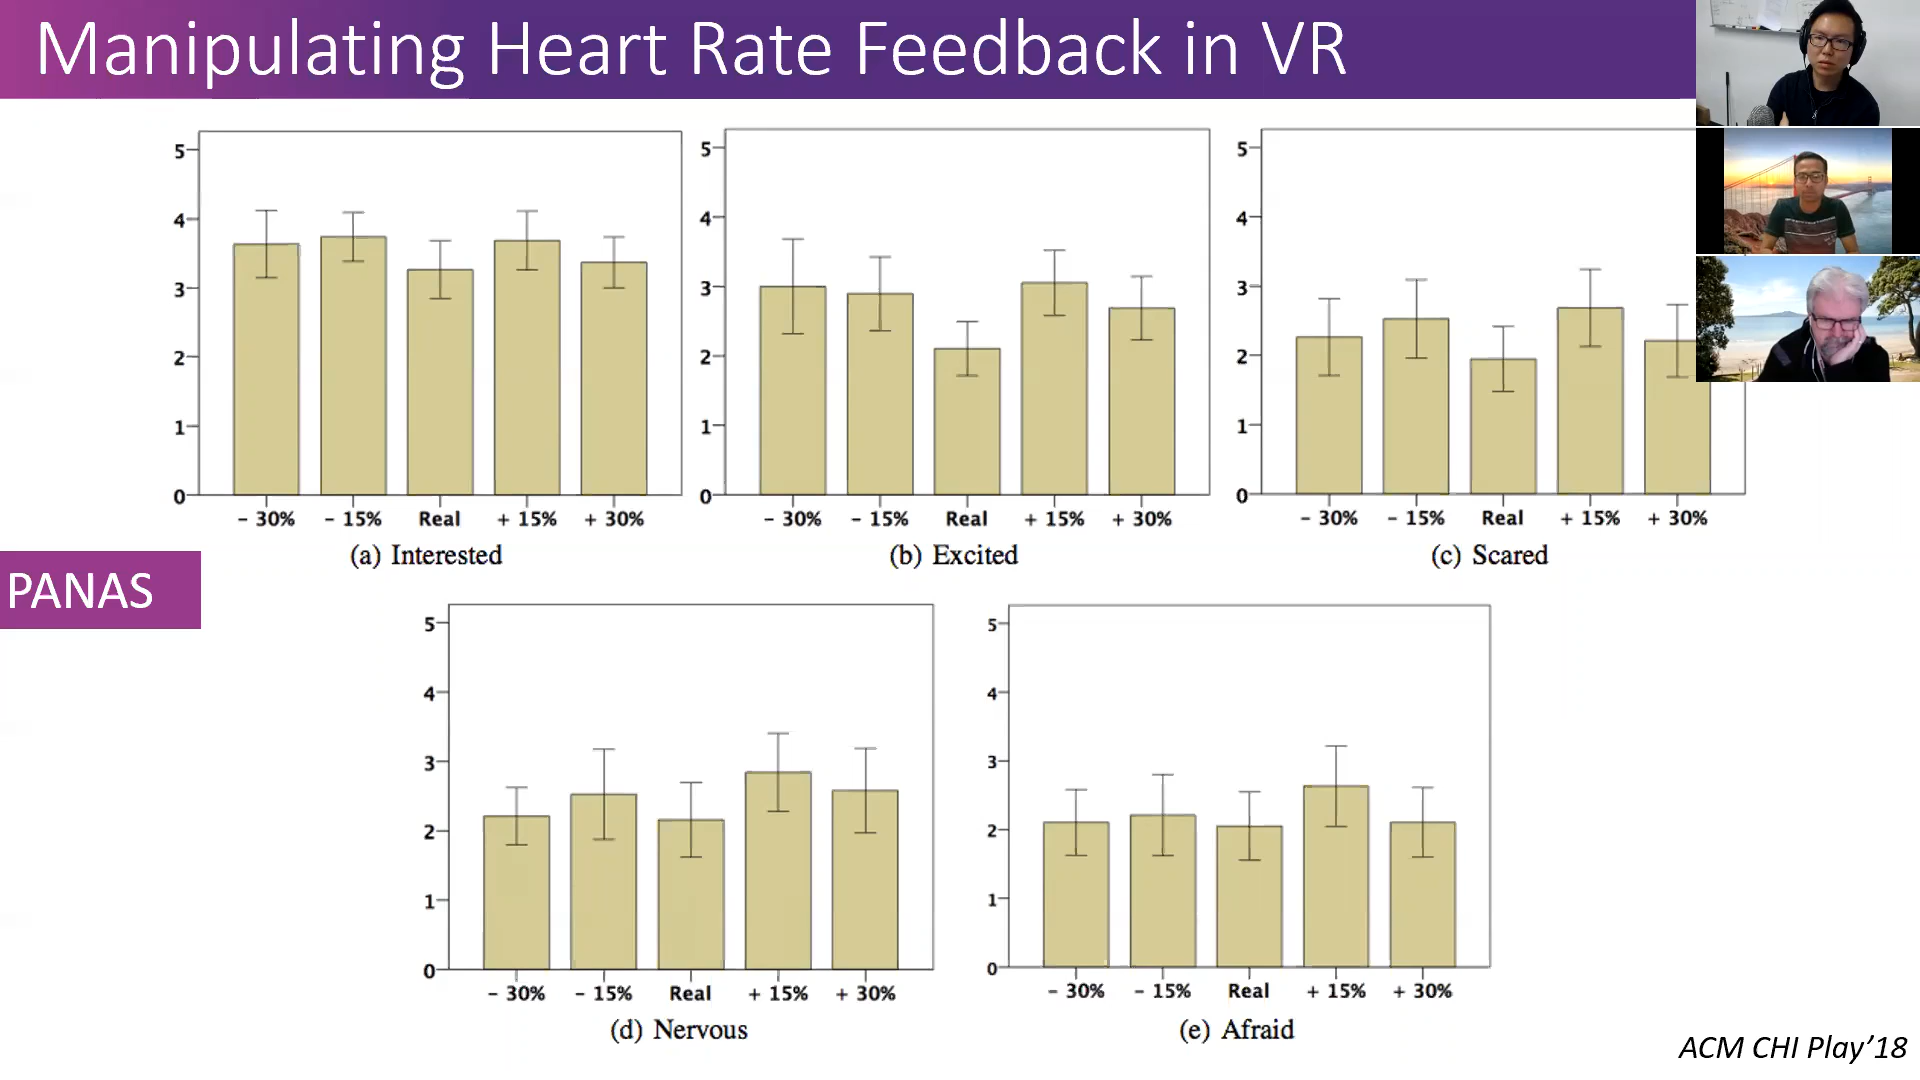 Manipulating Heart Rate Feedback in VR
5
4
3
2
1
0
- 30% - 15% Real + 15% + 30%
(a) Interested
5
4
3
2
1
0
- 30% - 15% Real + 15% + 30%
(b) Excited
5
4
3
2
1
0
- 30% - 15% Real + 15% + 30%
(c) Scared
PANAS
5
4
3
2
1
0
- 30% - 15% Real + 15% + 30%
(d) Nervous
5
4
3
2
1
0
- 30% - 15% Real + 15% + 30%
(e) Afraid
ACM CHI Play’18